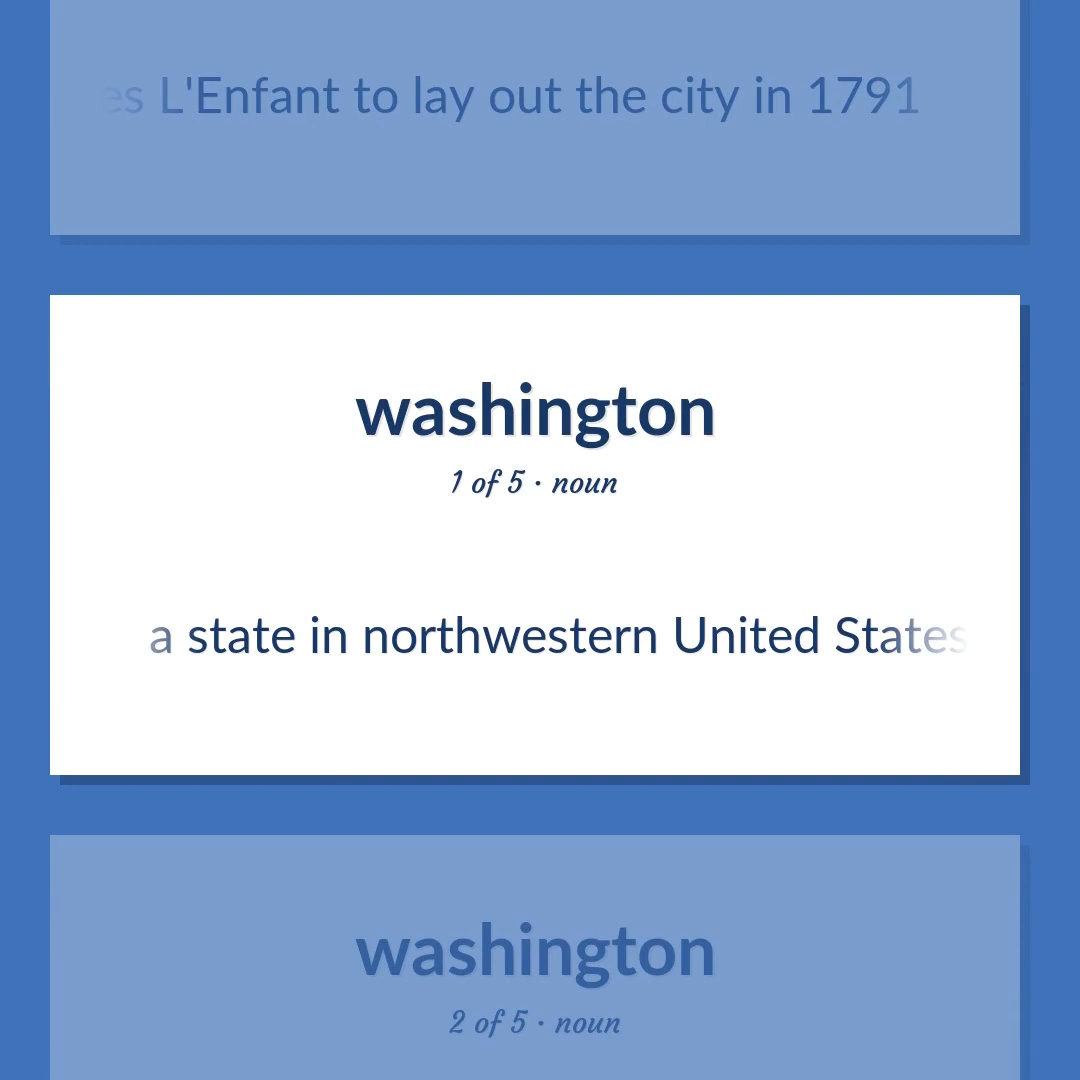 es L'Enfant to lay out the city in 1791
washington
1 of 5 · noun
a state in northwestern United States
washington
2 of 5 · noun